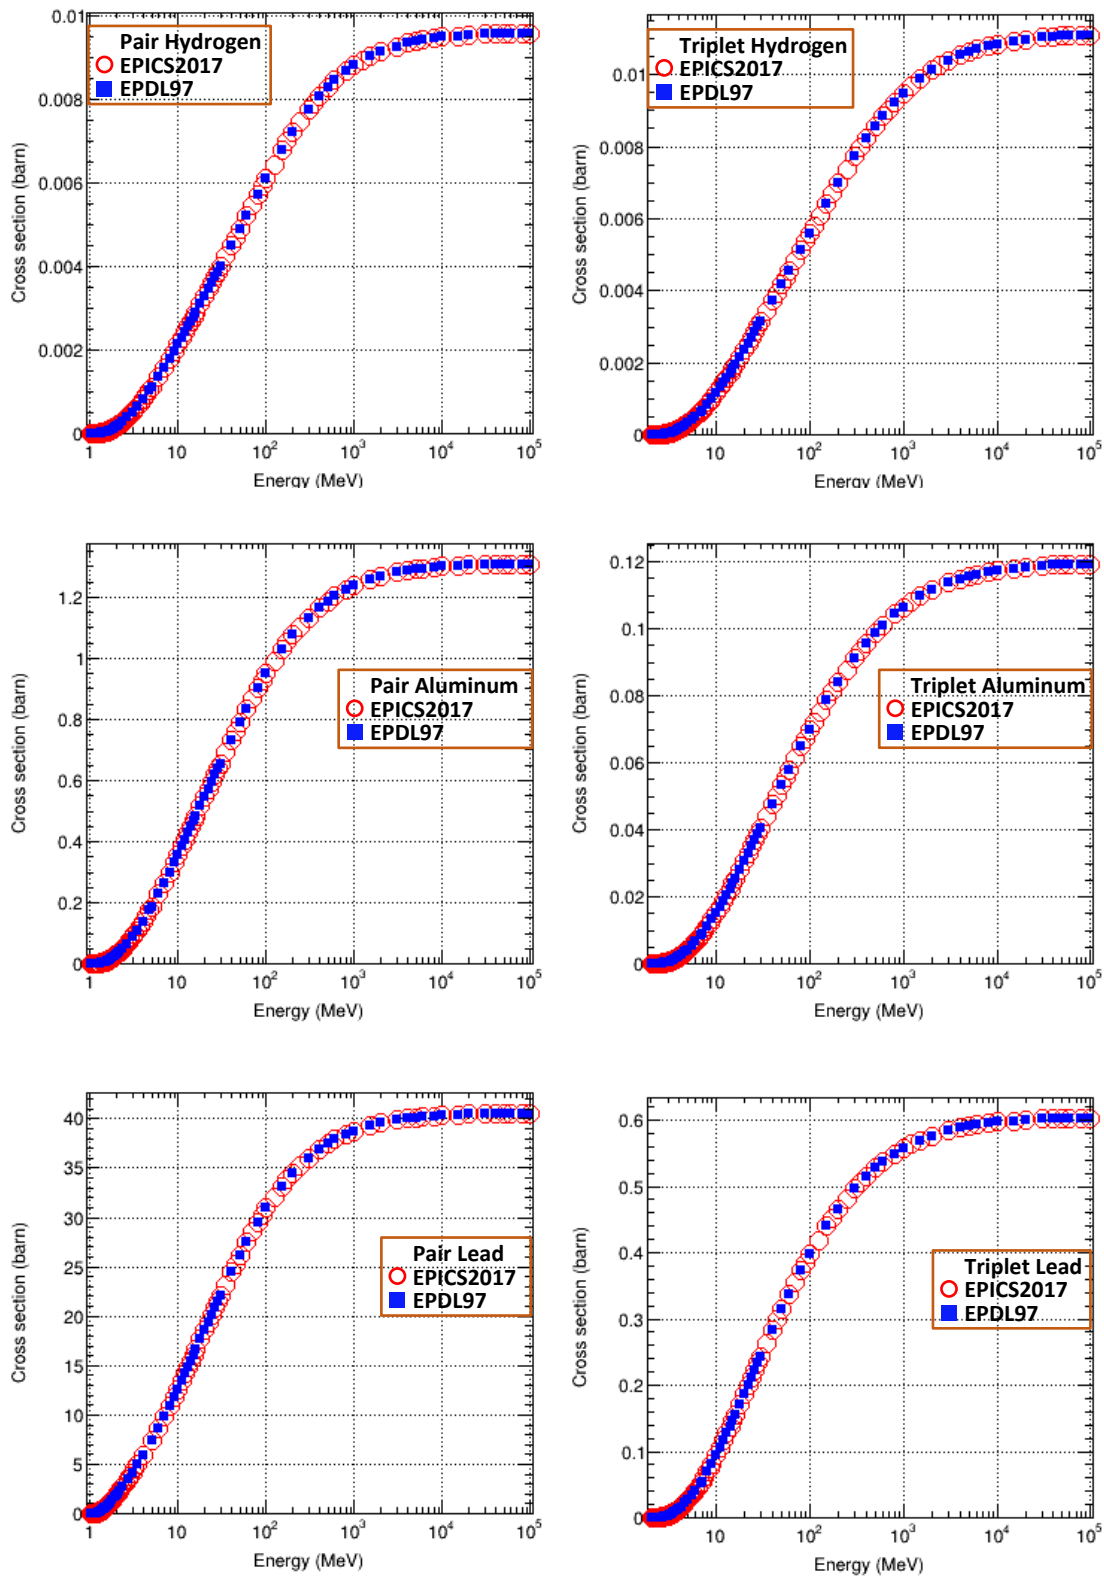 0.01
0.008
0.006
0.004
0.002
0
Cross section (barn)
Pair Hydrogen
EPICS2017
EPDL97
1 10 10² 10³ 10⁴ 10⁵
Energy (MeV)
0.01
0.008
0.006
0.004
0.002
0
Cross section (barn)
Triplet Hydrogen
EPICS2017
EPDL97
10 10² 10³ 10⁴ 10⁵
Energy (MeV)
1.2
1
0.8
0.6
0.4
0.2
0
Cross section (barn)
Pair Aluminum
EPICS2017
EPDL97
1 10 10² 10³ 10⁴ 10⁵
Energy (MeV)
0.12
0.1
0.08
0.06
0.04
0.02
0
Cross section (barn)
Triplet Aluminum
EPICS2017
EPDL97
10 10² 10³ 10⁴ 10⁵
Energy (MeV)
40
35
30
25
20
15
10
5
0
Cross section (barn)
Pair Lead
EPICS2017
EPDL97
1 10 10² 10³ 10⁴ 10⁵
Energy (MeV)
0.6
0.5
0.4
0.3
0.2
0.1
0
Cross section (barn)
Triplet Lead
EPICS2017
EPDL97
10 10² 10³ 10⁴ 10⁵
Energy (MeV)